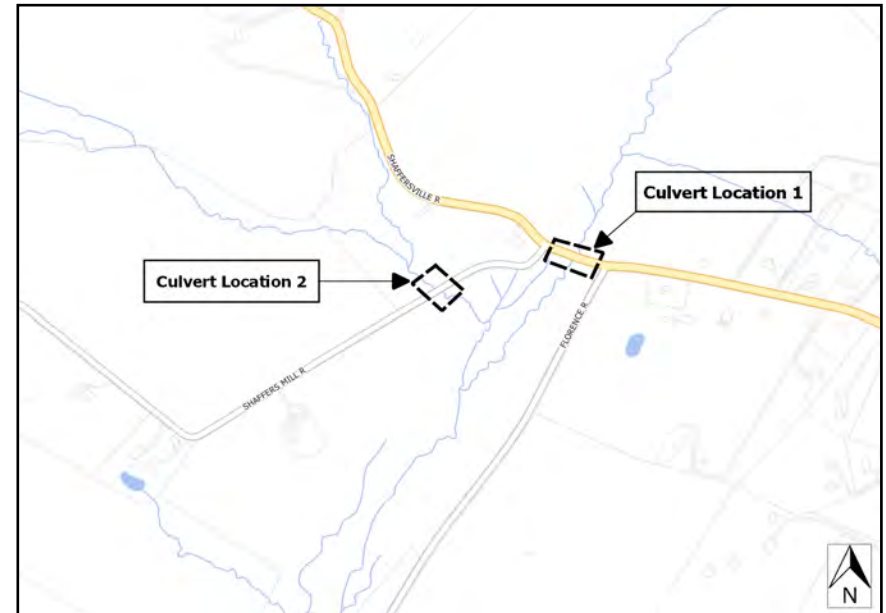 SHAFFERSVILLE R
Culvert Location 1
Culvert Location 2
FLORENCE R
SHAFFERS MILL R
N